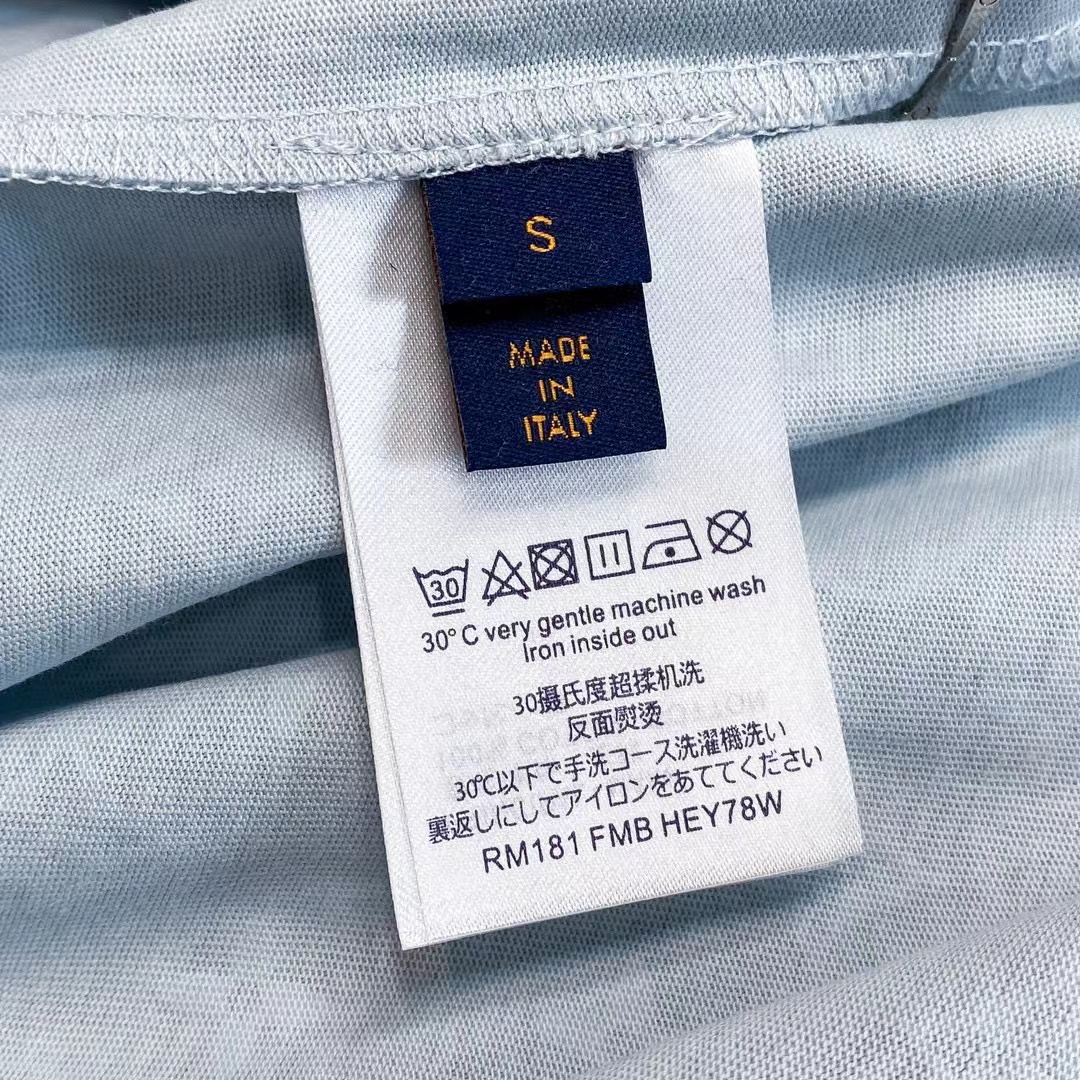 S
MADE
IN
ITALY
30
30°C very gentle machine wash
Iron inside out
30摄氏度超揉机洗
反面熨烫
30℃以下で手洗コース洗濯機洗い
裏返しにしてアイロンをあててください
RM181 FMB HEY78W